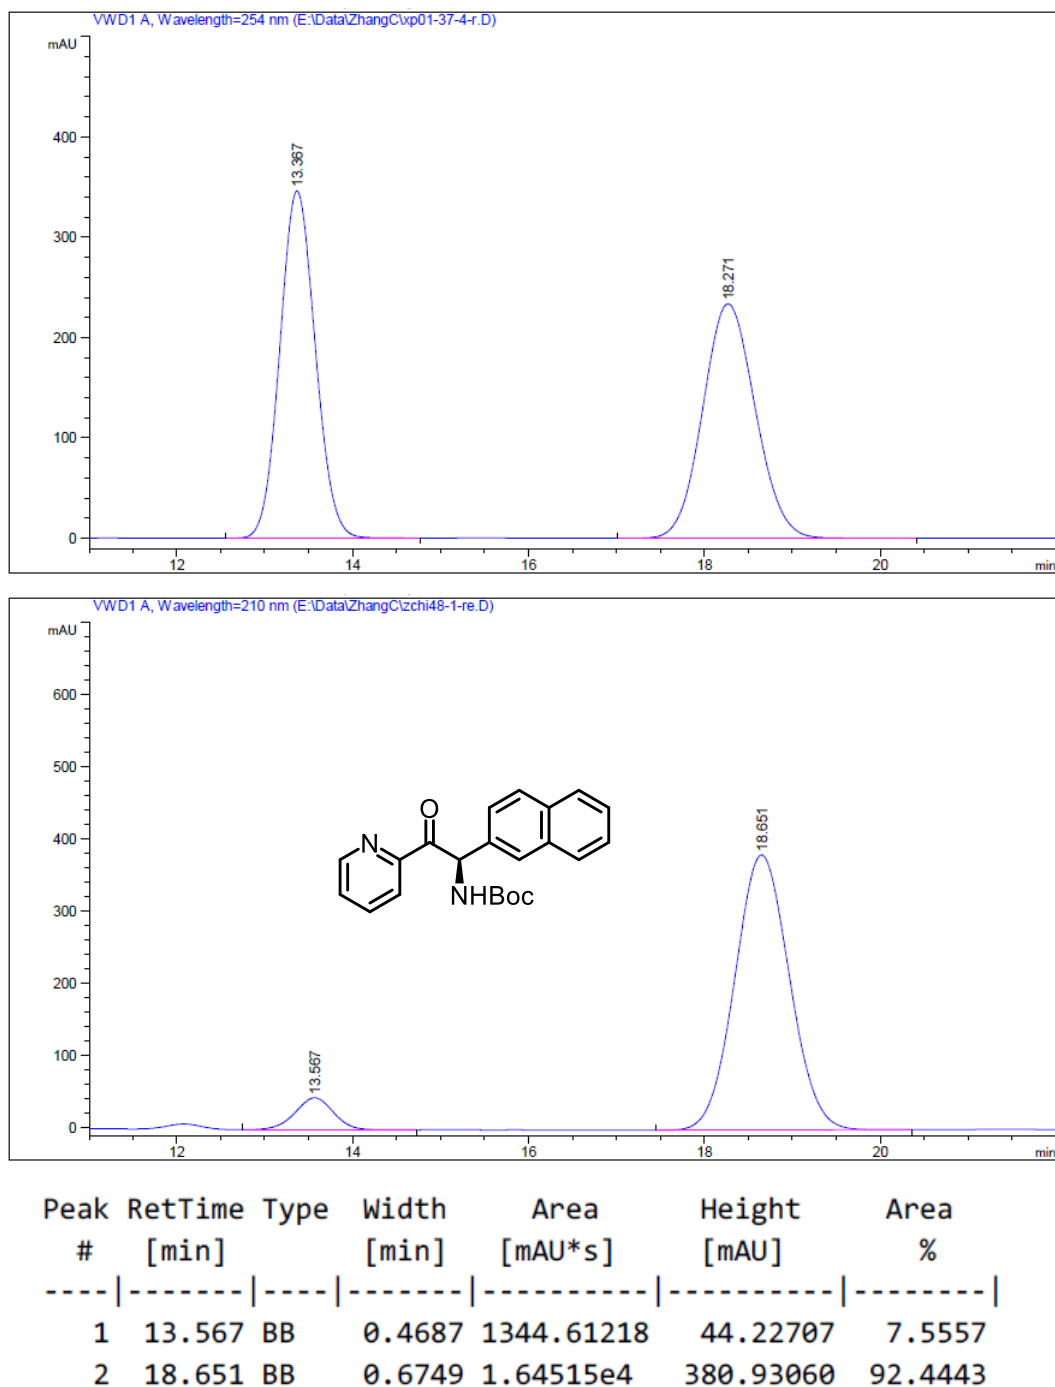 VWD1 A, Wavelength=254 nm (E:\Data\ZhangC\xp01-37-4-r.D)
mAU
400
300
200
100
0
13.367
18.271
12 14 16 18 20 min
VWD1 A, Wavelength=210 nm (E:\Data\ZhangC\zchi48-1-re.D)
mAU
600
500
400
300
200
100
0
13.567
18.651
O
N
NHBoc
12 14 16 18 20 min
Peak RetTime Type Width Area Height Area
# [min] [min] [mAU*s] [mAU] %
----|-------|----|-------|----------|----------|--------|
1 13.567 BB 0.4687 1344.61218 44.22707 7.5557
2 18.651 BB 0.6749 1.64515e4 380.93060 92.4443